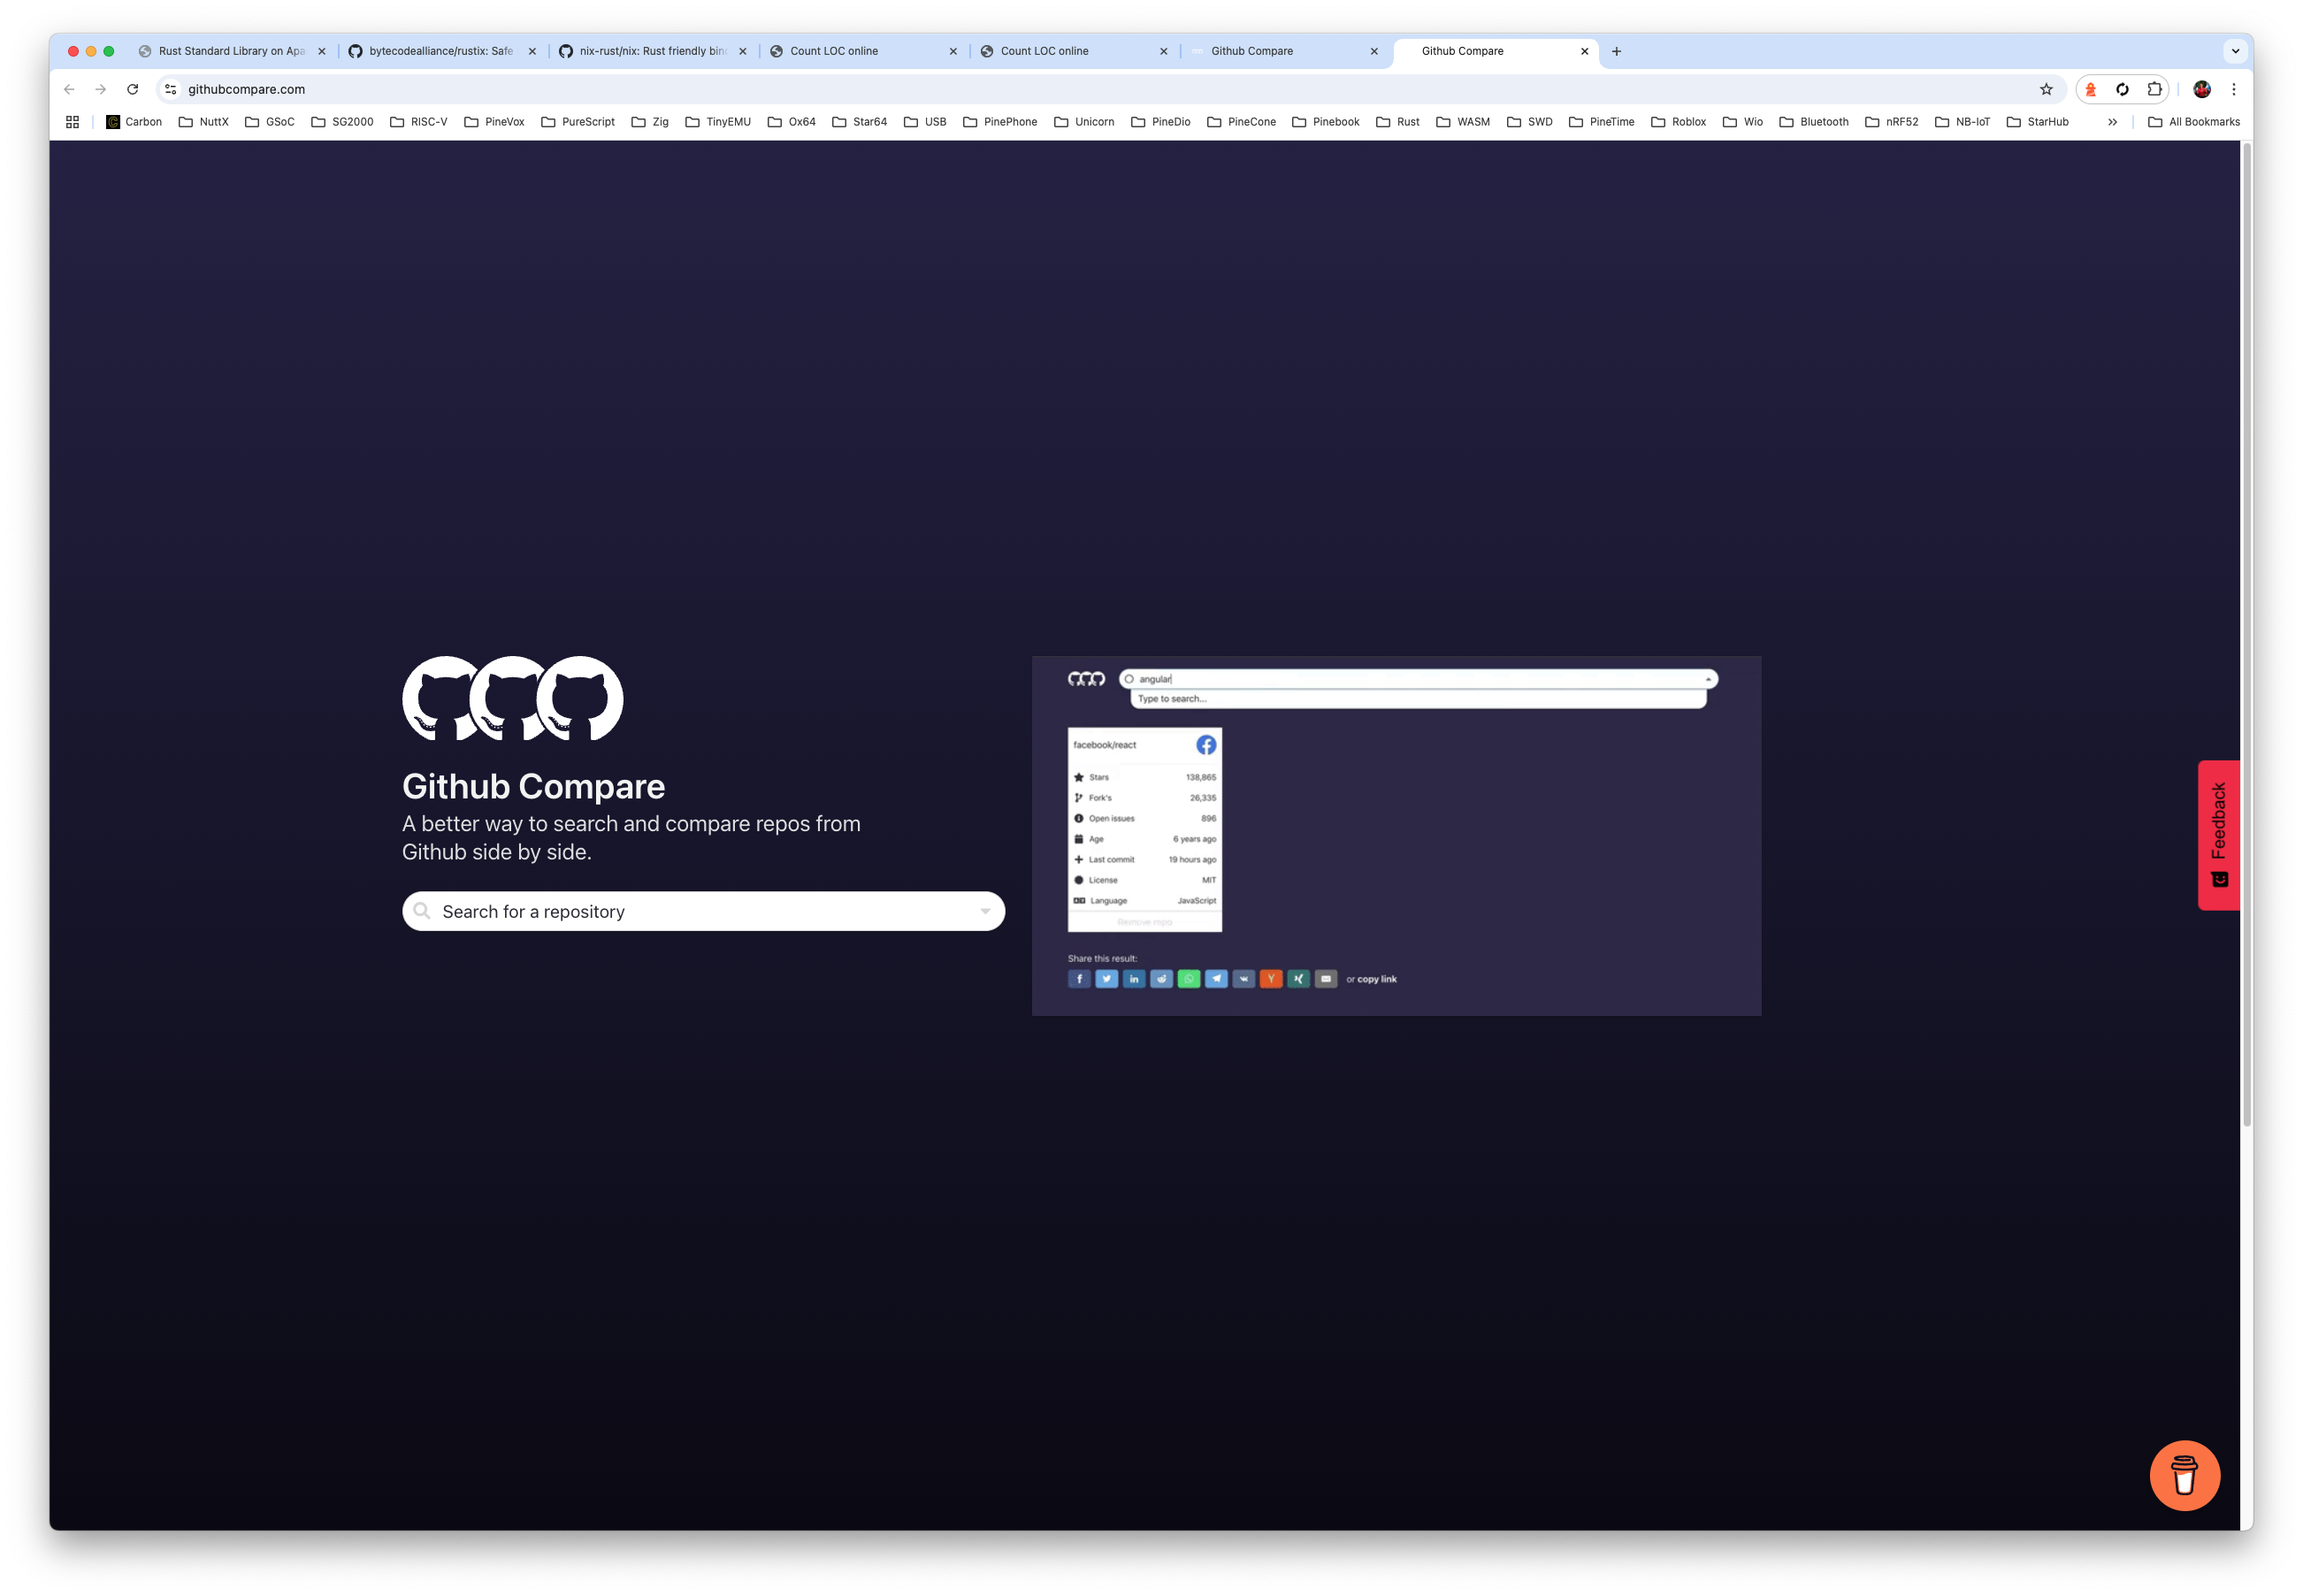 Rust Standard Library on Apa
bytecodealliance/rustix: Safe
nix-rust/nix: Rust friendly bin
Count LOC online
Count LOC online
Github Compare
Github Compare
githubcompare.com
Carbon NuttX GSoC SG2000 RISC-V PineVox PureScript Zig TinyEMU Ox64 Star64 USB PinePhone Unicorn PineDio PineCone Pinebook Rust WASM SWD PineTime Roblox Wio Bluetooth nRF52 NB-IoT StarHub » All Bookmarks
Github Compare
A better way to search and compare repos from
Github side by side.
Search for a repository
angular
Type to search...
facebook/react
Stars 138,865
Fork's 26,335
Open issues 896
Age 6 years ago
Last commit 19 hours ago
License MIT
Language JavaScript
Remove repo
Share this result:
or copy link
Feedback